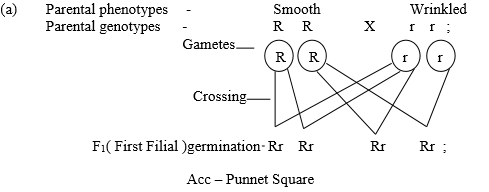 (a) Parental phenotypes - Smooth Wrinkled
Parental genotypes - R R X r r ;
Gametes
R R r r
Crossing
F₁( First Filial )germination- Rr Rr Rr Rr ;
Acc – Punnet Square